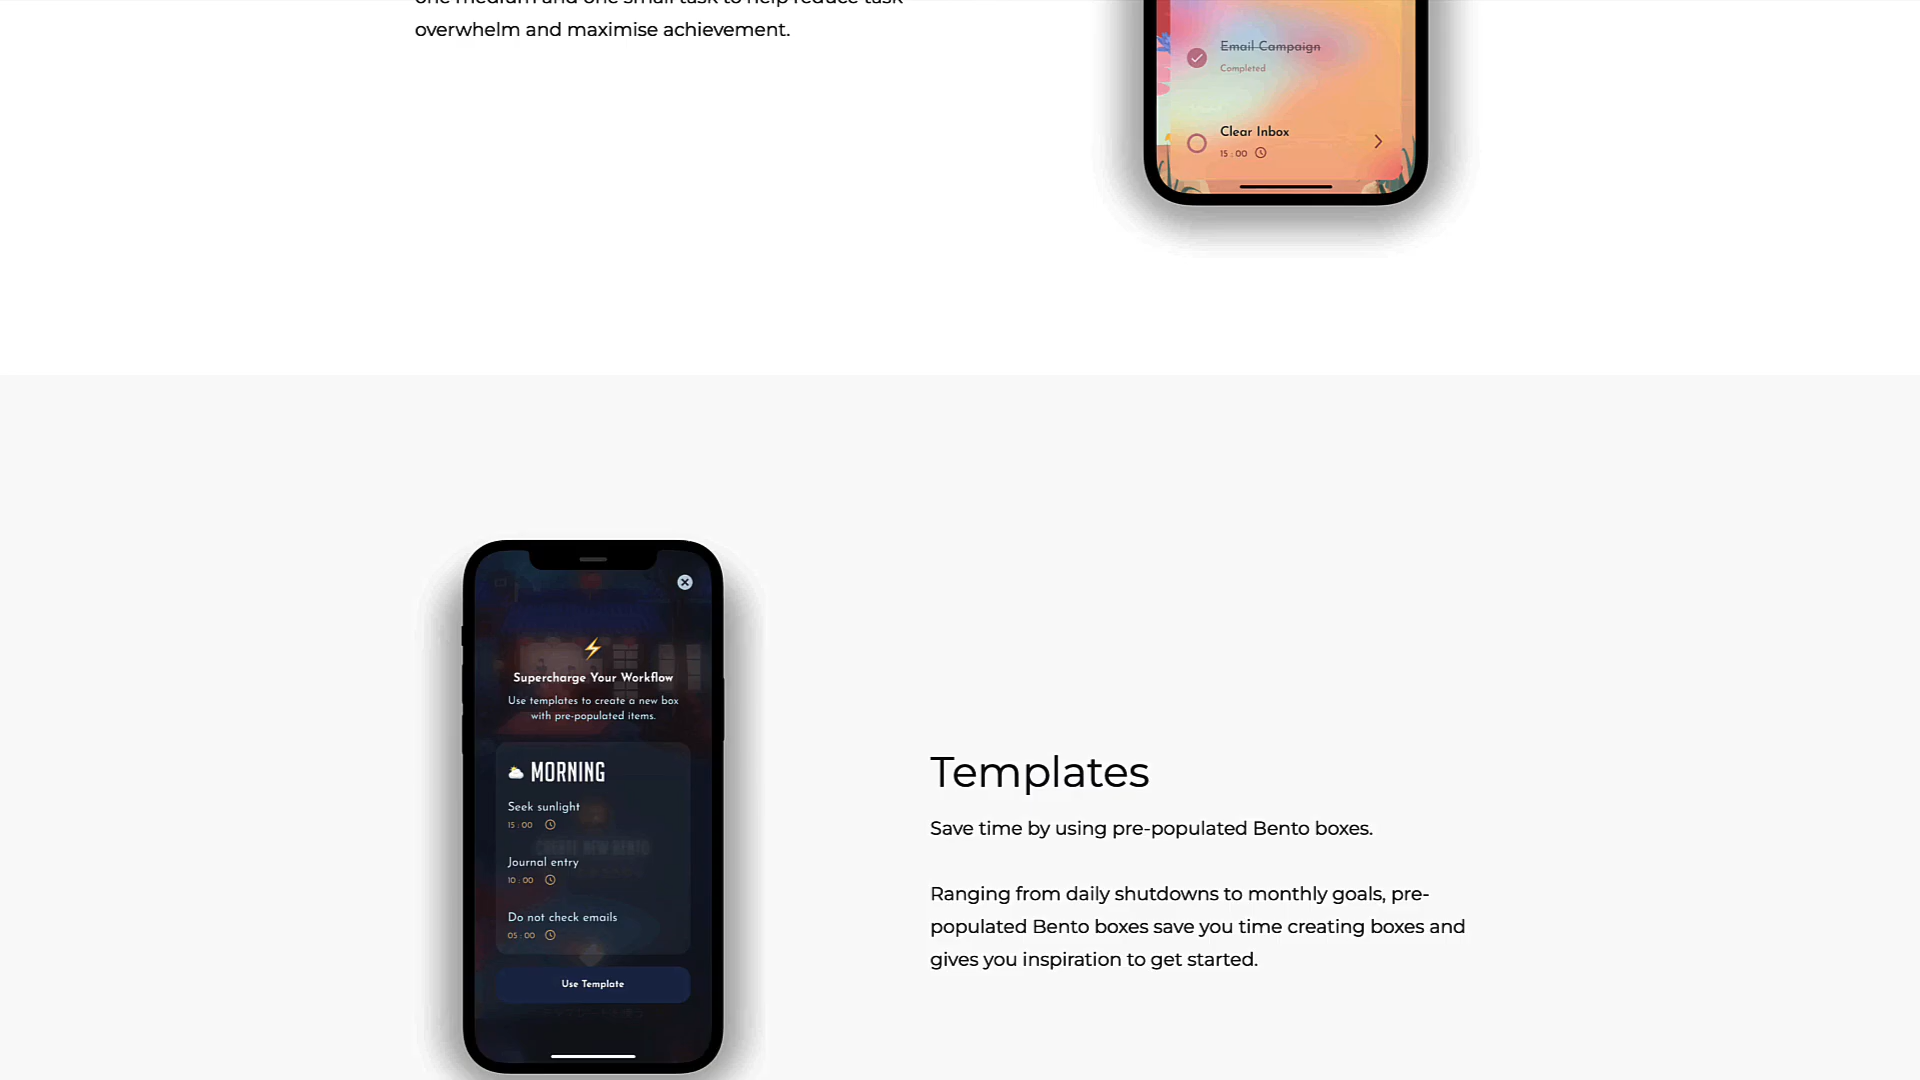 overwhelm and maximise achievement.
Email Campaign
Completed
Clear Inbox
15 : 00
Supercharge Your Workflow
Use templates to create a new box
with pre-populated items.
MORNING
Seek sunlight
15 : 00
Journal entry
10 : 00
Do not check emails
05 : 00
Use Template
Templates
Save time by using pre-populated Bento boxes.
Ranging from daily shutdowns to monthly goals, pre-
populated Bento boxes save you time creating boxes and
gives you inspiration to get started.